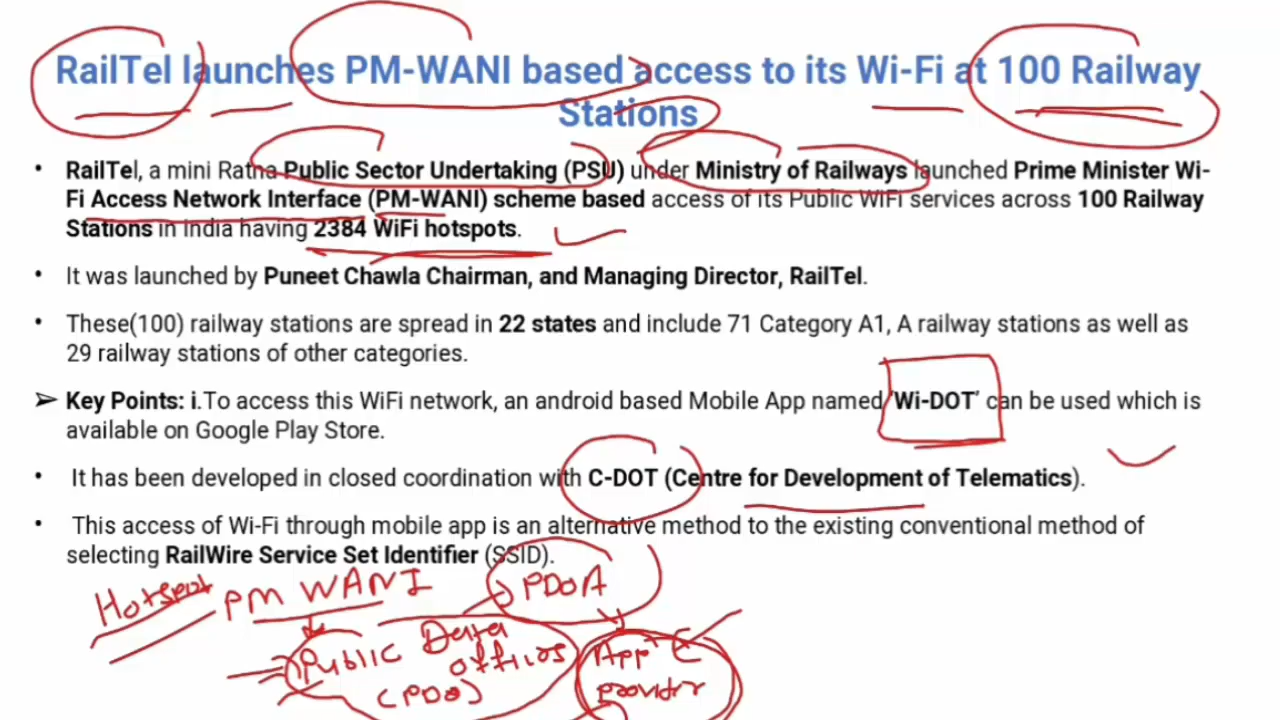 RailTel launches PM-WANI based access to its Wi-Fi at 100 Railway
Stations
• RailTel, a mini Ratna Public Sector Undertaking (PSU) under Ministry of Railways launched Prime Minister Wi-
Fi Access Network Interface (PM-WANI) scheme based access of its Public WiFi services across 100 Railway
Stations in India having 2384 WiFi hotspots.
• It was launched by Puneet Chawla Chairman, and Managing Director, RailTel.
• These(100) railway stations are spread in 22 states and include 71 Category A1, A railway stations as well as
29 railway stations of other categories.
➢ Key Points: i.To access this WiFi network, an android based Mobile App named 'Wi-DOT' can be used which is
available on Google Play Store.
• It has been developed in closed coordination with C-DOT (Centre for Development of Telematics).
• This access of Wi-Fi through mobile app is an alternative method to the existing conventional method of
selecting RailWire Service Set Identifier (SSID).
Hotspot PM WANI PDOA
Public Data
offices
(PDO)
App
provider